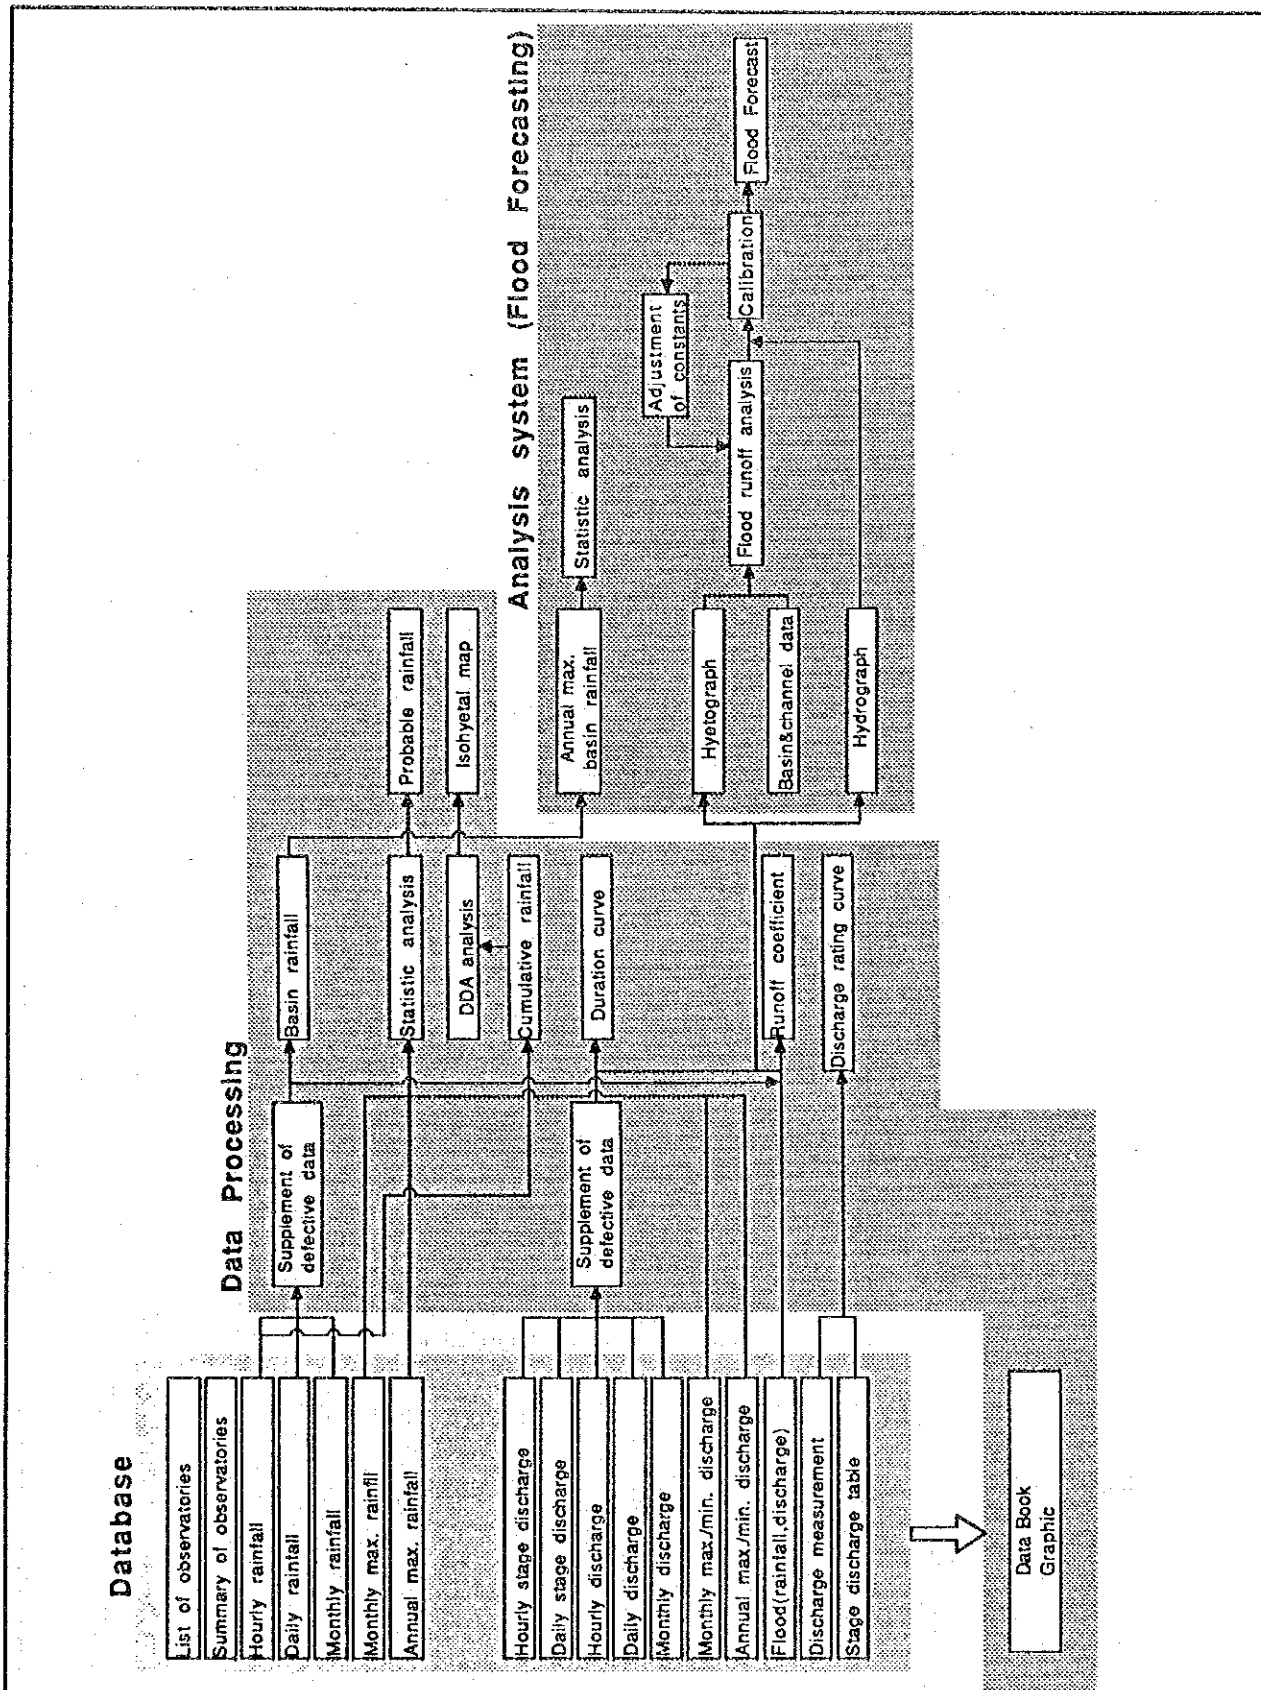 Database
List of observatories
Summary of observatories
Hourly rainfall
Daily rainfall
Monthly rainfall
Monthly max. rainfll
Annual max. rainfall
Hourly stage discharge
Daily stage discharge
Hourly discharge
Daily discharge
Monthly discharge
Monthly max./min. discharge
Annual max./min. discharge
Flood(rainfall,discharge)
Discharge measurement
Stage discharge table
Data Book
Graphic
Data Processing
Supplement of
defective data
Supplement of
defective data
Basin rainfall
Statistic analysis
DDA analysis
Cumulative rainfall
Duration curve
Runoff coefficient
Discharge rating curve
Probable rainfall
Isohyetal map
Analysis system (Flood Forecasting)
Annual max.
basin rainfall
Statistic analysis
Hyetograph
Basin&channel data
Hydrograph
Flood runoff analysis
Adjustment
of constants
Calibration
Flood Forecast